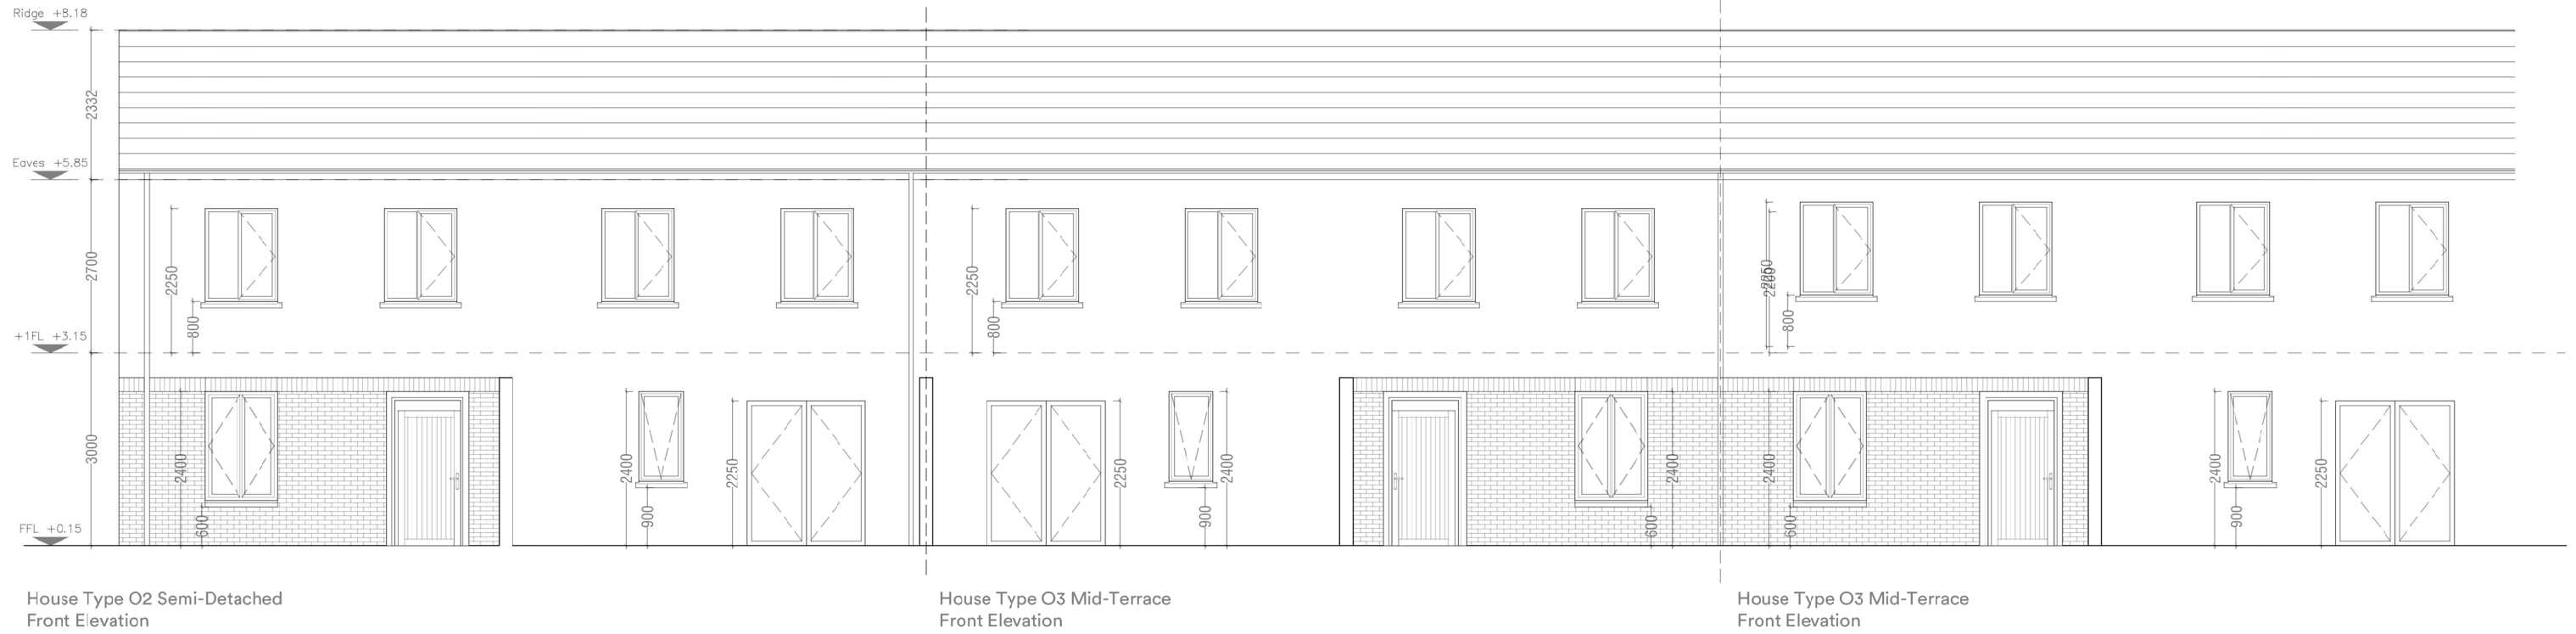 Ridge +8.18
2332
Eaves +5.85
2700
2250
800
2250
800
800
+1FL +3.15
3000
2400
600
2400
900
2250
2250
900
2400
600
2400
2400
600
2400
900
2250
FFL +0.15
House Type O2 Semi-Detached
Front Elevation
House Type O3 Mid-Terrace
Front Elevation
House Type O3 Mid-Terrace
Front Elevation